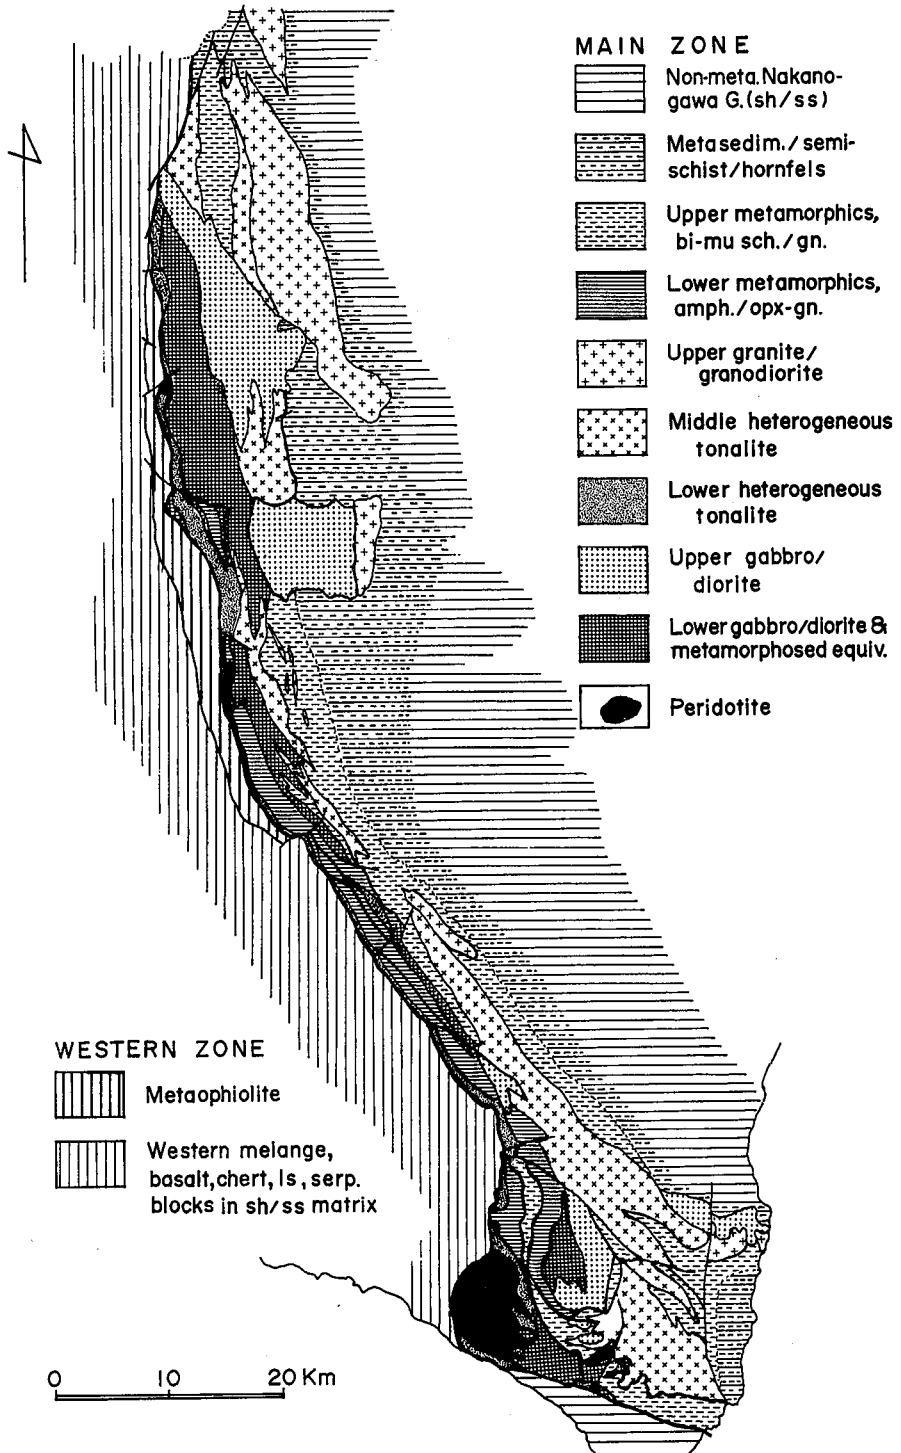 MAIN ZONE
Non-meta. Nakano-
gawa G. (sh/ss)
Metasedim./semi-
schist/hornfels
Upper metamorphics,
bi-mu sch./gn.
Lower metamorphics,
amph./opx-gn.
Upper granite/
granodiorite
Middle heterogeneous
tonalite
Lower heterogeneous
tonalite
Upper gabbro/
diorite
Lower gabbro/diorite &
metamorphosed equiv.
Peridotite
WESTERN ZONE
Metaophiolite
Western melange,
basalt, chert, ls, serp.
blocks in sh/ss matrix
0 10 20 Km